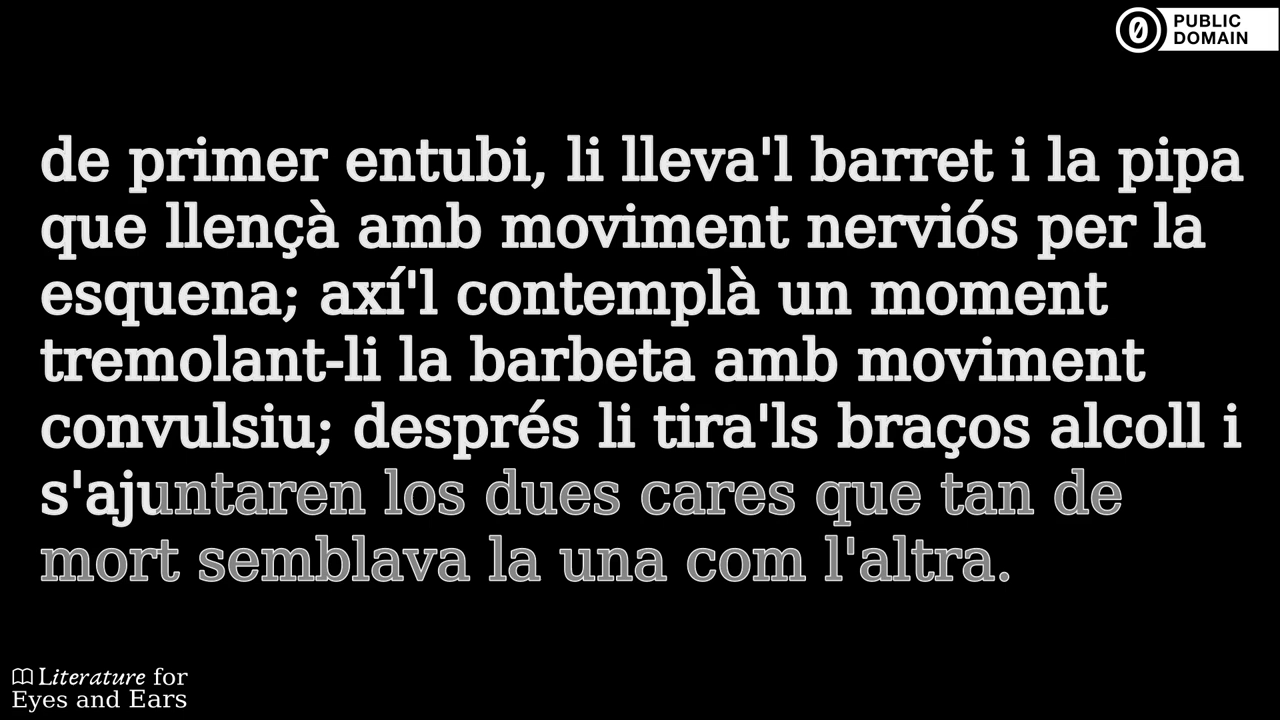 PUBLIC
DOMAIN
de primer entubi, li lleva'l barret i la pipa
que llençà amb moviment nerviós per la
esquena; axí'l contemplà un moment
tremolant-li la barbeta amb moviment
convulsiu; després li tira'ls braços alcoll i
s'ajuntaren los dues cares que tan de
mort semblava la una com l'altra.
Literature for
Eyes and Ears